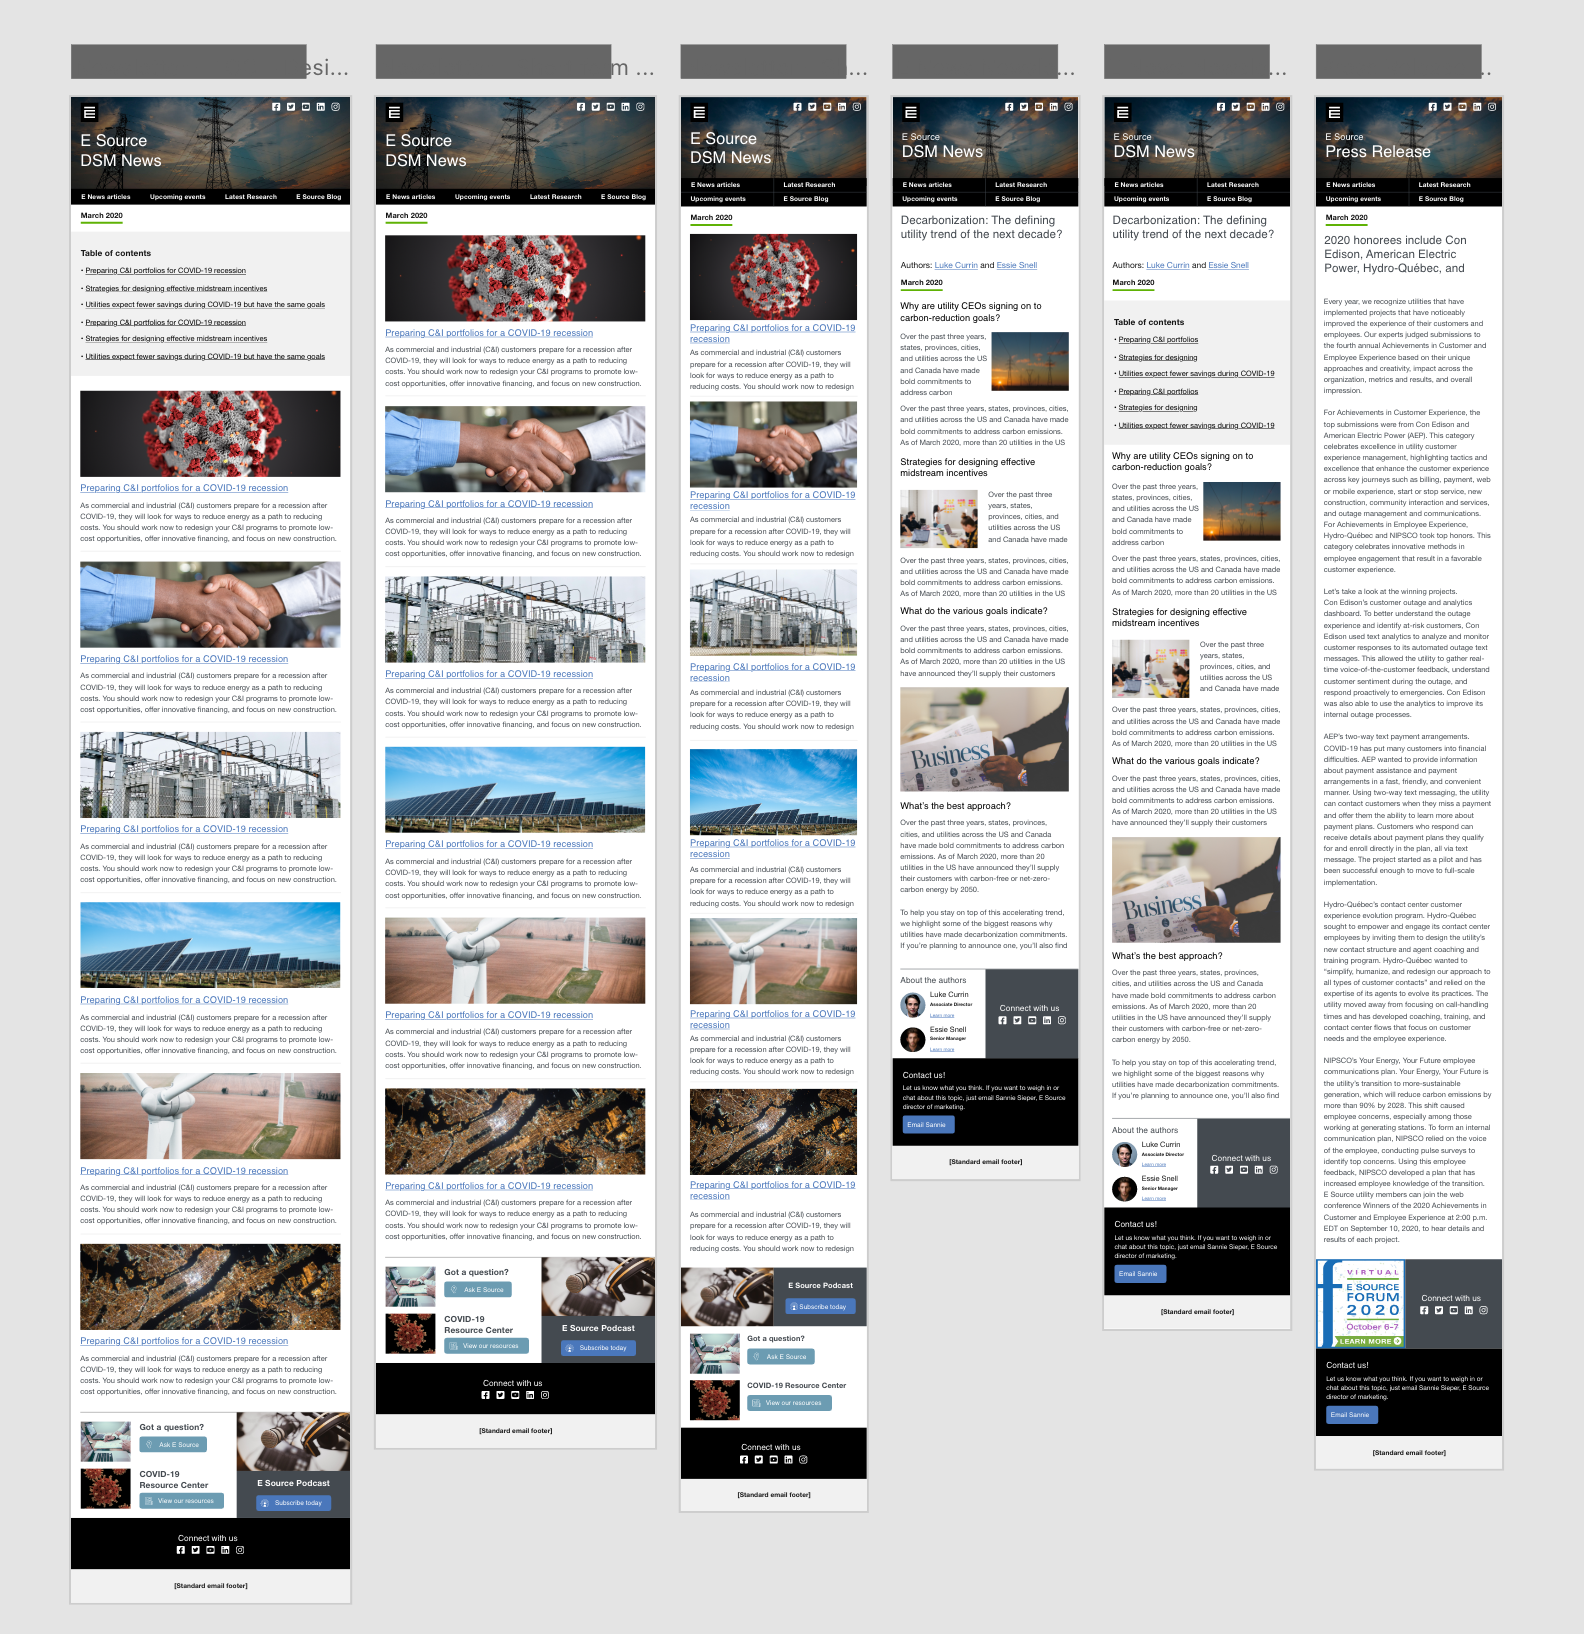 esi...
E Source
DSM News
E News articles
Upcoming events
Latest Research
E Source Blog
March 2020
Table of contents
• Preparing C&I portfolios for COVID-19 recession
• Strategies for designing effective midstream incentives
• Utilities expect fewer savings during COVID-19 but have the same goals
• Preparing C&I portfolios for COVID-19 recession
• Strategies for designing effective midstream incentives
• Utilities expect fewer savings during COVID-19 but have the same goals
Preparing C&I portfolios for a COVID-19 recession
As commercial and industrial (C&I) customers prepare for a recession after
COVID-19, they will look for ways to reduce energy as a path to reducing
costs. You should work now to redesign your C&I programs to promote low-
cost opportunities, offer innovative financing, and focus on new construction.
Preparing C&I portfolios for a COVID-19 recession
As commercial and industrial (C&I) customers prepare for a recession after
COVID-19, they will look for ways to reduce energy as a path to reducing
costs. You should work now to redesign your C&I programs to promote low-
cost opportunities, offer innovative financing, and focus on new construction.
Preparing C&I portfolios for a COVID-19 recession
As commercial and industrial (C&I) customers prepare for a recession after
COVID-19, they will look for ways to reduce energy as a path to reducing
costs. You should work now to redesign your C&I programs to promote low-
cost opportunities, offer innovative financing, and focus on new construction.
Preparing C&I portfolios for a COVID-19 recession
As commercial and industrial (C&I) customers prepare for a recession after
COVID-19, they will look for ways to reduce energy as a path to reducing
costs. You should work now to redesign your C&I programs to promote low-
cost opportunities, offer innovative financing, and focus on new construction.
Preparing C&I portfolios for a COVID-19 recession
As commercial and industrial (C&I) customers prepare for a recession after
COVID-19, they will look for ways to reduce energy as a path to reducing
costs. You should work now to redesign your C&I programs to promote low-
cost opportunities, offer innovative financing, and focus on new construction.
Preparing C&I portfolios for a COVID-19 recession
As commercial and industrial (C&I) customers prepare for a recession after
COVID-19, they will look for ways to reduce energy as a path to reducing
costs. You should work now to redesign your C&I programs to promote low-
cost opportunities, offer innovative financing, and focus on new construction.
Got a question?
Ask E Source
COVID-19
Resource Center
View our resources
E Source Podcast
Subscribe today
Connect with us
[Standard email footer]
m ...
E Source
DSM News
E News articles
Upcoming events
Latest Research
E Source Blog
March 2020
Preparing C&I portfolios for a COVID-19 recession
As commercial and industrial (C&I) customers prepare for a recession after
COVID-19, they will look for ways to reduce energy as a path to reducing
costs. You should work now to redesign your C&I programs to promote low-
cost opportunities, offer innovative financing, and focus on new construction.
Preparing C&I portfolios for a COVID-19 recession
As commercial and industrial (C&I) customers prepare for a recession after
COVID-19, they will look for ways to reduce energy as a path to reducing
costs. You should work now to redesign your C&I programs to promote low-
cost opportunities, offer innovative financing, and focus on new construction.
Preparing C&I portfolios for a COVID-19 recession
As commercial and industrial (C&I) customers prepare for a recession after
COVID-19, they will look for ways to reduce energy as a path to reducing
costs. You should work now to redesign your C&I programs to promote low-
cost opportunities, offer innovative financing, and focus on new construction.
Preparing C&I portfolios for a COVID-19 recession
As commercial and industrial (C&I) customers prepare for a recession after
COVID-19, they will look for ways to reduce energy as a path to reducing
costs. You should work now to redesign your C&I programs to promote low-
cost opportunities, offer innovative financing, and focus on new construction.
Preparing C&I portfolios for a COVID-19 recession
As commercial and industrial (C&I) customers prepare for a recession after
COVID-19, they will look for ways to reduce energy as a path to reducing
costs. You should work now to redesign your C&I programs to promote low-
cost opportunities, offer innovative financing, and focus on new construction.
Preparing C&I portfolios for a COVID-19 recession
As commercial and industrial (C&I) customers prepare for a recession after
COVID-19, they will look for ways to reduce energy as a path to reducing
costs. You should work now to redesign your C&I programs to promote low-
cost opportunities, offer innovative financing, and focus on new construction.
Got a question?
Ask E Source
COVID-19
Resource Center
View our resources
E Source Podcast
Subscribe today
Connect with us
[Standard email footer]
...
E Source
DSM News
E News articles
Latest Research
Upcoming events
E Source Blog
March 2020
Preparing C&I portfolios for a COVID-19
recession
As commercial and industrial (C&I) customers
prepare for a recession after COVID-19, they will
look for ways to reduce energy as a path to
reducing costs. You should work now to redesign
Preparing C&I portfolios for a COVID-19
recession
As commercial and industrial (C&I) customers
prepare for a recession after COVID-19, they will
look for ways to reduce energy as a path to
reducing costs. You should work now to redesign
Preparing C&I portfolios for a COVID-19
recession
As commercial and industrial (C&I) customers
prepare for a recession after COVID-19, they will
look for ways to reduce energy as a path to
reducing costs. You should work now to redesign
Preparing C&I portfolios for a COVID-19
recession
As commercial and industrial (C&I) customers
prepare for a recession after COVID-19, they will
look for ways to reduce energy as a path to
reducing costs. You should work now to redesign
Preparing C&I portfolios for a COVID-19
recession
As commercial and industrial (C&I) customers
prepare for a recession after COVID-19, they will
look for ways to reduce energy as a path to
reducing costs. You should work now to redesign
Preparing C&I portfolios for a COVID-19
recession
As commercial and industrial (C&I) customers
prepare for a recession after COVID-19, they will
look for ways to reduce energy as a path to
reducing costs. You should work now to redesign
E Source Podcast
Subscribe today
Got a question?
Ask E Source
COVID-19 Resource Center
View our resources
Connect with us
[Standard email footer]
...
E Source
DSM News
E News articles
Latest Research
Upcoming events
E Source Blog
Decarbonization: The defining
utility trend of the next decade?
Authors: Luke Currin and Essie Snell
March 2020
Why are utility CEOs signing on to
carbon-reduction goals?
Over the past three years,
states, provinces, cities,
and utilities across the US
and Canada have made
bold commitments to
address carbon
Over the past three years, states, provinces, cities,
and utilities across the US and Canada have made
bold commitments to address carbon emissions.
As of March 2020, more than 20 utilities in the US
Strategies for designing effective
midstream incentives
Over the past three
years, states,
provinces, cities, and
utilities across the US
and Canada have made
Over the past three years, states, provinces, cities,
and utilities across the US and Canada have made
bold commitments to address carbon emissions.
As of March 2020, more than 20 utilities in the US
What do the various goals indicate?
Over the past three years, states, provinces, cities,
and utilities across the US and Canada have made
bold commitments to address carbon emissions.
As of March 2020, more than 20 utilities in the US
have announced they'll supply their customers
Business
What's the best approach?
Over the past three years, states, provinces,
cities, and utilities across the US and Canada
have made bold commitments to address carbon
emissions. As of March 2020, more than 20
utilities in the US have announced they'll supply
their customers with carbon-free or net-zero-
carbon energy by 2050.
To help you stay on top of this accelerating trend,
we highlight some of the biggest reasons why
utilities have made decarbonization commitments.
If you're planning to announce one, you'll also find
About the authors
Luke Currin
Associate Director
Learn more
Essie Snell
Senior Manager
Learn more
Connect with us
Contact us!
Let us know what you think. If you want to weigh in or
chat about this topic, just email Sannie Sieper, E Source
director of marketing.
Email Sannie
[Standard email footer]
...
E Source
DSM News
E News articles
Latest Research
Upcoming events
E Source Blog
Decarbonization: The defining
utility trend of the next decade?
Authors: Luke Currin and Essie Snell
March 2020
Table of contents
• Preparing C&I portfolios
• Strategies for designing
• Utilities expect fewer savings during COVID-19
• Preparing C&I portfolios
• Strategies for designing
• Utilities expect fewer savings during COVID-19
Why are utility CEOs signing on to
carbon-reduction goals?
Over the past three years,
states, provinces, cities,
and utilities across the US
and Canada have made
bold commitments to
address carbon
Over the past three years, states, provinces, cities,
and utilities across the US and Canada have made
bold commitments to address carbon emissions.
As of March 2020, more than 20 utilities in the US
Strategies for designing effective
midstream incentives
Over the past three
years, states,
provinces, cities, and
utilities across the US
and Canada have made
Over the past three years, states, provinces, cities,
and utilities across the US and Canada have made
bold commitments to address carbon emissions.
As of March 2020, more than 20 utilities in the US
What do the various goals indicate?
Over the past three years, states, provinces, cities,
and utilities across the US and Canada have made
bold commitments to address carbon emissions.
As of March 2020, more than 20 utilities in the US
have announced they'll supply their customers
Business
What's the best approach?
Over the past three years, states, provinces,
cities, and utilities across the US and Canada
have made bold commitments to address carbon
emissions. As of March 2020, more than 20
utilities in the US have announced they'll supply
their customers with carbon-free or net-zero-
carbon energy by 2050.
To help you stay on top of this accelerating trend,
we highlight some of the biggest reasons why
utilities have made decarbonization commitments.
If you're planning to announce one, you'll also find
About the authors
Luke Currin
Associate Director
Learn more
Essie Snell
Senior Manager
Learn more
Connect with us
Contact us!
Let us know what you think. If you want to weigh in or
chat about this topic, just email Sannie Sieper, E Source
director of marketing.
Email Sannie
[Standard email footer]
..
E Source
Press Release
E News articles
Latest Research
Upcoming events
E Source Blog
March 2020
2020 honorees include Con
Edison, American Electric
Power, Hydro-Québec, and
Every year, we recognize utilities that have
implemented projects that have noticeably
improved the experience of their customers and
employees. Our experts judged submissions to
the fourth annual Achievements in Customer and
Employee Experience based on their unique
approaches and creativity, impact across the
organization, metrics and results, and overall
impression.
For Achievements in Customer Experience, the
top submissions were from Con Edison and
American Electric Power (AEP). This category
celebrates excellence in utility customer
experience management, highlighting tactics and
excellence that enhance the customer experience
across key journeys such as billing, payment, web
or mobile experience, start or stop service, new
construction, community interaction and services,
and outage management and communications.
For Achievements in Employee Experience,
Hydro-Québec and NIPSCO took top honors. This
category celebrates innovative methods in
employee engagement that result in a favorable
customer experience.
Let's take a look at the winning projects.
Con Edison's customer outage and analytics
dashboard. To better understand the outage
experience and identify at-risk customers, Con
Edison used text analytics to analyze and monitor
customer responses to its automated outage text
messages. This allowed the utility to gather real-
time voice-of-the-customer feedback, understand
customer sentiment during the outage, and
respond proactively to emergencies. Con Edison
was also able to use the analytics to improve its
internal outage processes.
AEP's two-way text payment arrangements.
COVID-19 has put many customers into financial
difficulties. AEP wanted to provide information
about payment assistance and payment
arrangements in a fast, friendly, and convenient
manner. Using two-way text messaging, the utility
can contact customers when they miss a payment
and offer them the ability to learn more about
payment plans. Customers who respond can
receive details about payment plans they qualify
for and enroll directly in the plan, all via text
message. The project started as a pilot and has
been successful enough to move to full-scale
implementation.
Hydro-Québec's contact center customer
experience evolution program. Hydro-Québec
sought to empower and engage its contact center
employees by inviting them to design the utility's
new contact structure and agent coaching and
training program. Hydro-Québec wanted to
"simplify, humanize, and redesign our approach to
all types of customer contacts" and relied on the
expertise of its agents to evolve its practices. The
utility moved away from focusing on call-handling
times and has developed coaching, training, and
contact center flows that focus on customer
needs and the employee experience.
NIPSCO's Your Energy, Your Future employee
communications plan. Your Energy, Your Future is
the utility's transition to more-sustainable
generation, which will reduce carbon emissions by
more than 90% by 2028. This shift caused
employee concerns, especially among those
working at generating stations. To form an internal
communication plan, NIPSCO relied on the voice
of the employee, conducting pulse surveys to
identify top concerns. Using this employee
feedback, NIPSCO developed a plan that has
increased employee knowledge of the transition.
E Source utility members can join the web
conference Winners of the 2020 Achievements in
Customer and Employee Experience at 2:00 p.m.
EDT on September 10, 2020, to hear details and
results of each project.
VIRTUAL
E SOURCE
FORUM
2020
October 6-7
LEARN MORE
Connect with us
Contact us!
Let us know what you think. If you want to weigh in or
chat about this topic, just email Sannie Sieper, E Source
director of marketing.
Email Sannie
[Standard email footer]